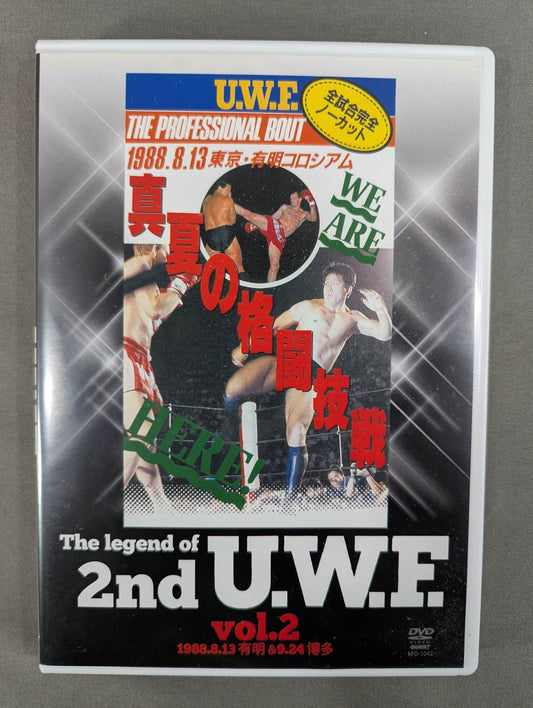 U.W.F.
全試合完全
ノーカット
THE PROFESSIONAL BOUT
1988.8.13 東京・有明コロシアム
WE
ARE
真夏の格闘技戦
HERE!
The legend of
2nd U.W.F.
vol.2
1988.8.13 有明 &9.24 博多
DVD
VIDEO
QUEST